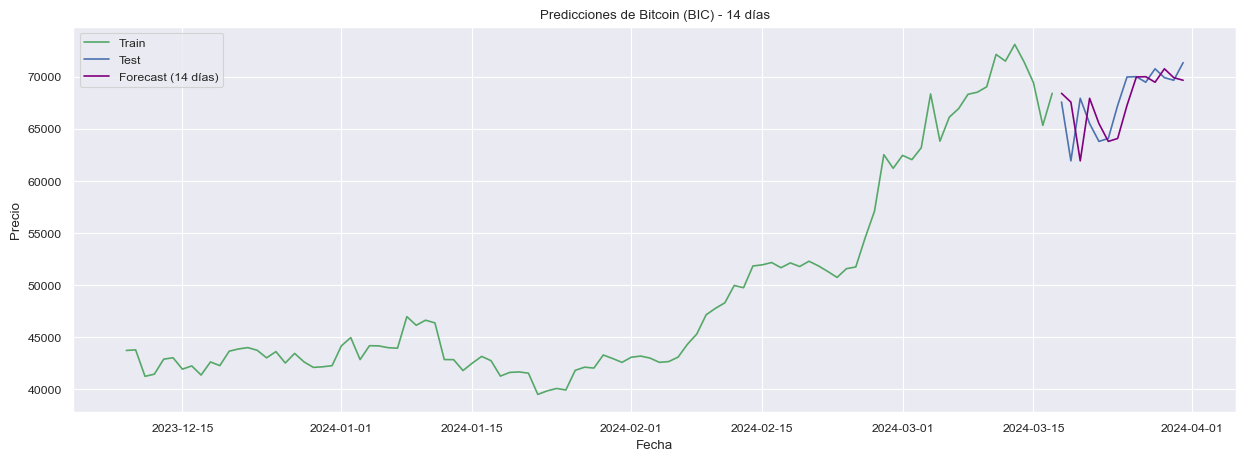 Predicciones de Bitcoin (BIC) - 14 días
Train
Test
Forecast (14 días)
70000
65000
60000
55000
50000
45000
40000
Precio
2023-12-15
2024-01-01
2024-01-15
2024-02-01
2024-02-15
2024-03-01
2024-03-15
2024-04-01
Fecha